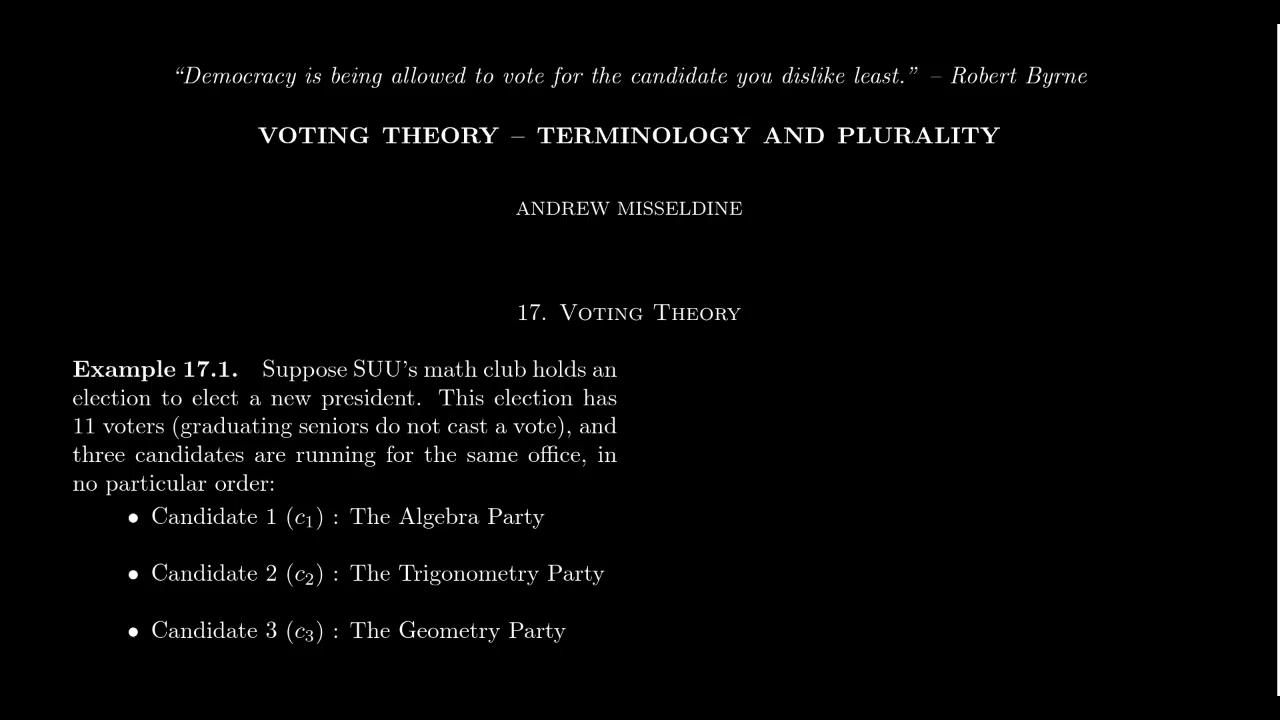 “Democracy is being allowed to vote for the candidate you dislike least.” – Robert Byrne
VOTING THEORY – TERMINOLOGY AND PLURALITY
ANDREW MISSELDINE
17. Voting Theory
Example 17.1. Suppose SUU’s math club holds an
election to elect a new president. This election has
11 voters (graduating seniors do not cast a vote), and
three candidates are running for the same office, in
no particular order:
• Candidate 1 (c₁) : The Algebra Party
• Candidate 2 (c₂) : The Trigonometry Party
• Candidate 3 (c₃) : The Geometry Party